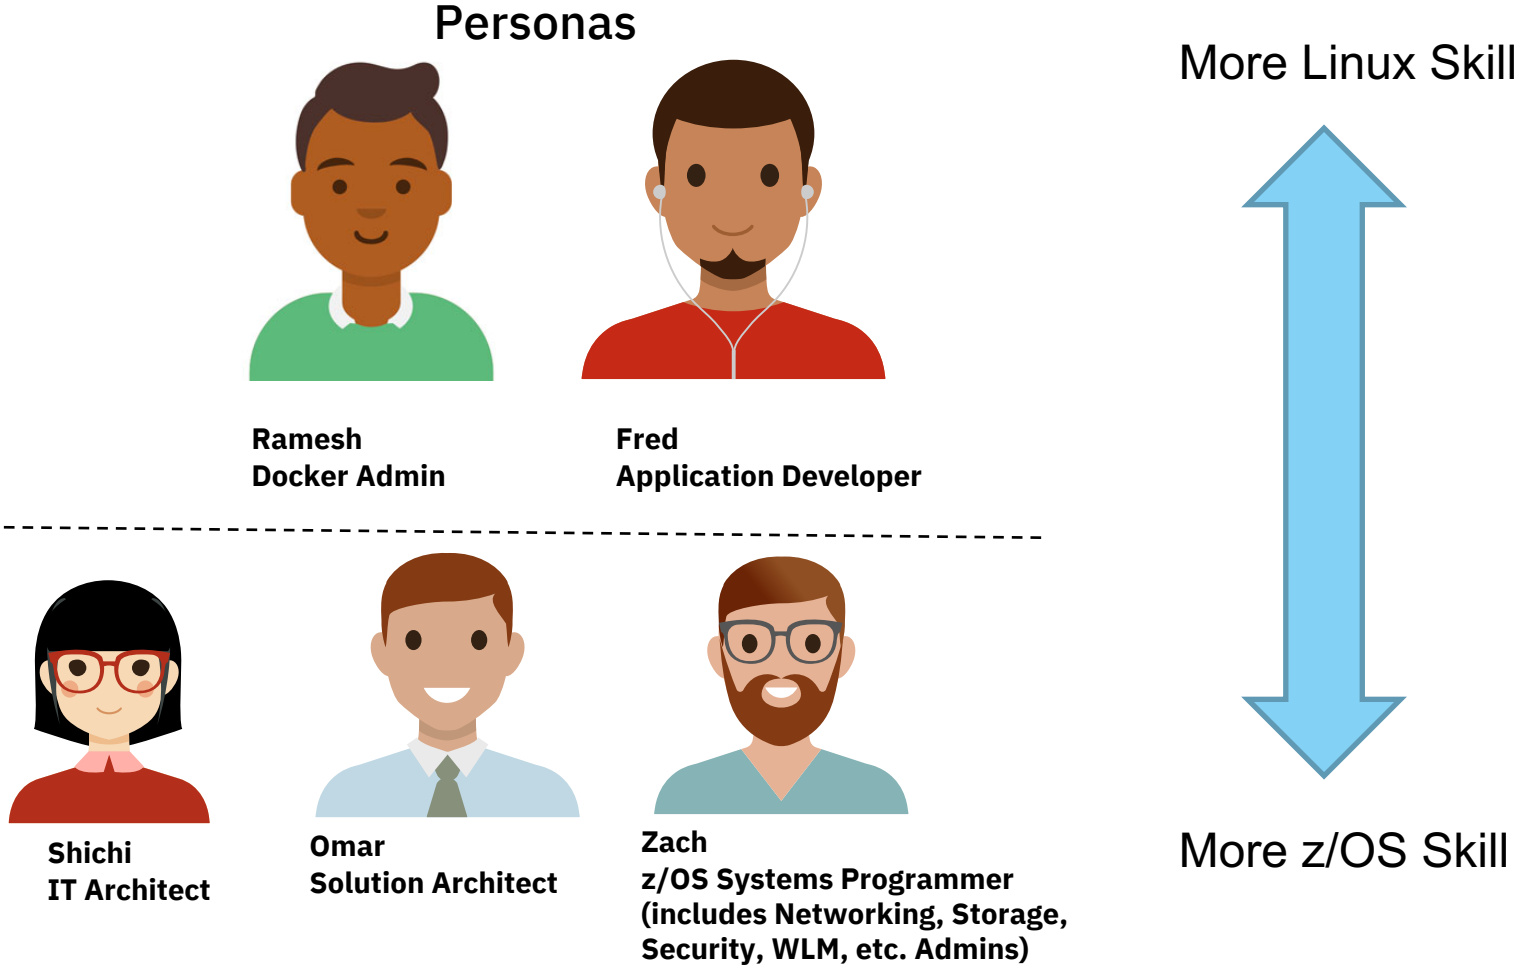 Personas
More Linux Skill
Ramesh
Docker Admin
Fred
Application Developer
Shichi
IT Architect
Omar
Solution Architect
Zach
z/OS Systems Programmer
(includes Networking, Storage,
Security, WLM, etc. Admins)
More z/OS Skill